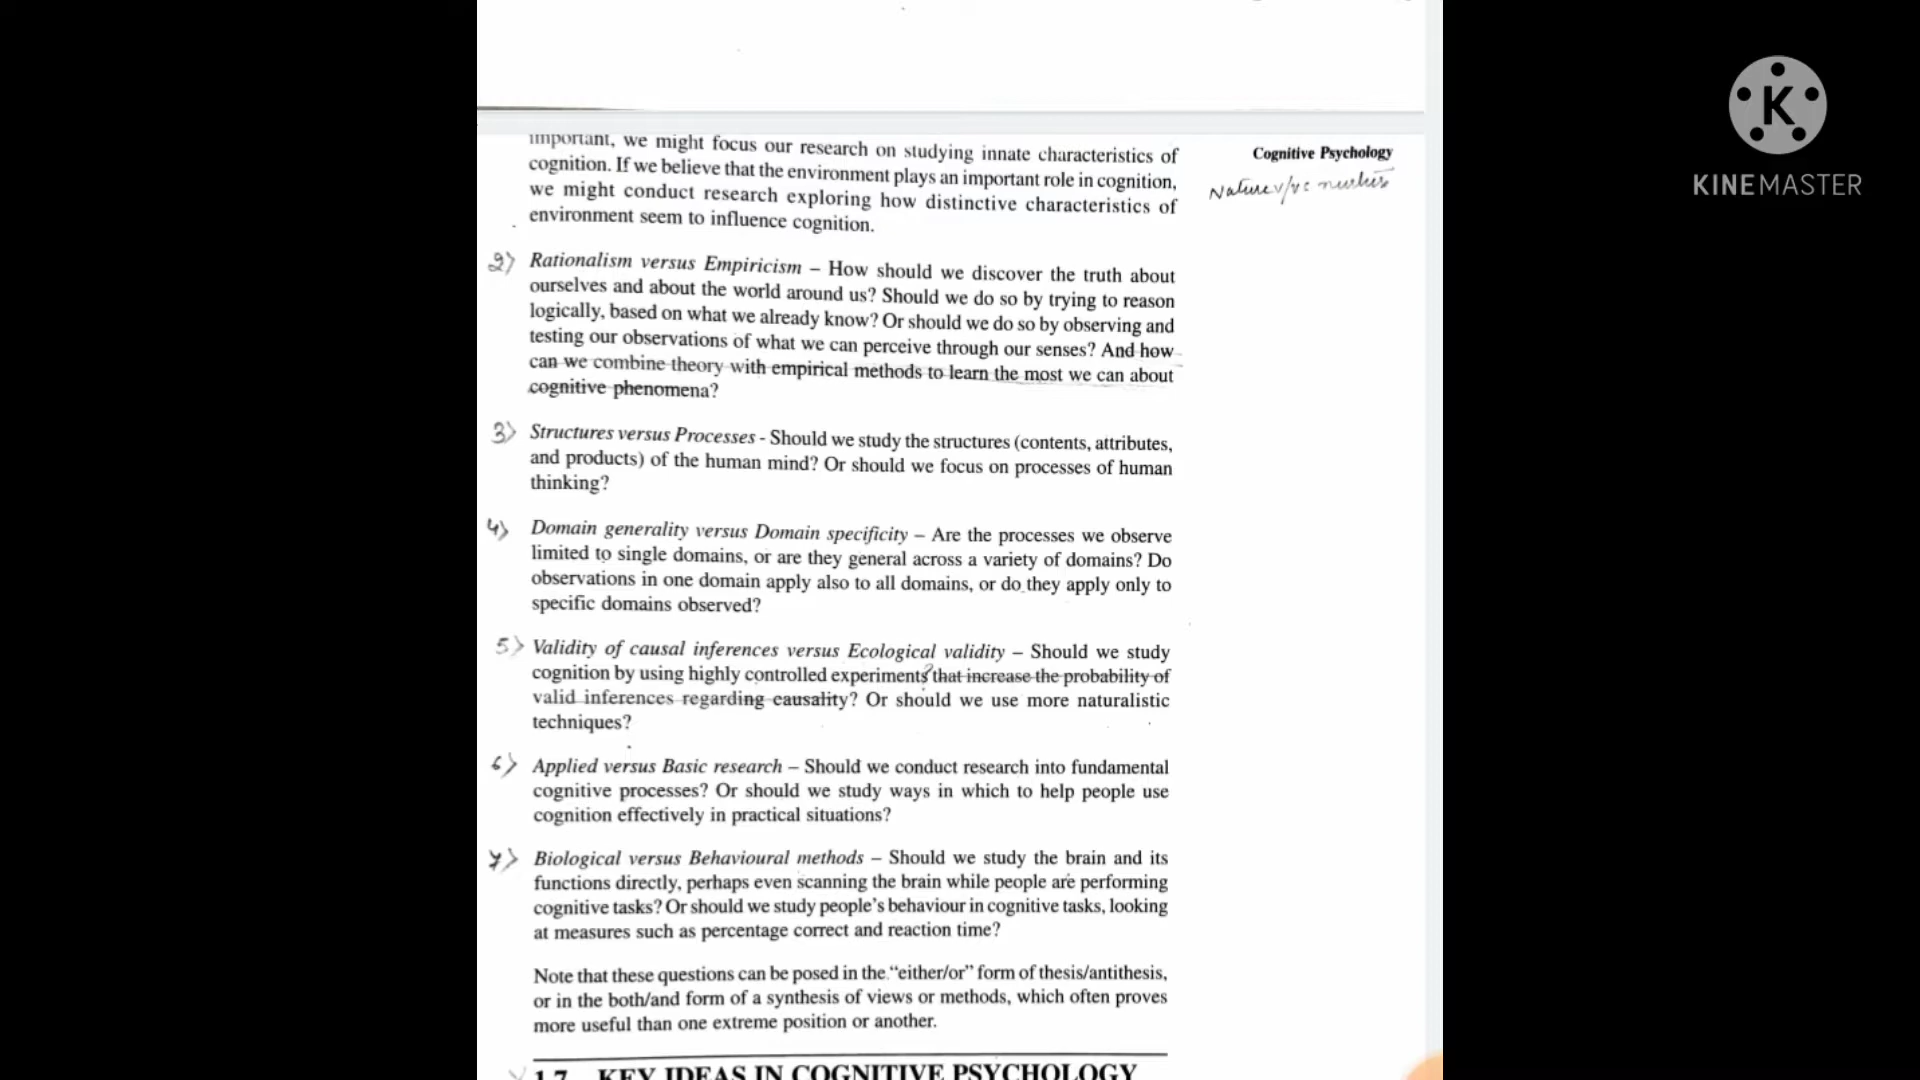 important, we might focus our research on studying innate characteristics of
cognition. If we believe that the environment plays an important role in cognition,
we might conduct research exploring how distinctive characteristics of
environment seem to influence cognition.
Cognitive Psychology
Nature v/s nurture
KINEMASTER
2) Rationalism versus Empiricism – How should we discover the truth about
ourselves and about the world around us? Should we do so by trying to reason
logically, based on what we already know? Or should we do so by observing and
testing our observations of what we can perceive through our senses? And how
can we combine theory with empirical methods to learn the most we can about
cognitive phenomena?
3) Structures versus Processes - Should we study the structures (contents, attributes,
and products) of the human mind? Or should we focus on processes of human
thinking?
4) Domain generality versus Domain specificity – Are the processes we observe
limited to single domains, or are they general across a variety of domains? Do
observations in one domain apply also to all domains, or do they apply only to
specific domains observed?
5) Validity of causal inferences versus Ecological validity – Should we study
cognition by using highly controlled experiments? that increase the probability of
valid inferences regarding causality? Or should we use more naturalistic
techniques?
6) Applied versus Basic research – Should we conduct research into fundamental
cognitive processes? Or should we study ways in which to help people use
cognition effectively in practical situations?
7) Biological versus Behavioural methods – Should we study the brain and its
functions directly, perhaps even scanning the brain while people are performing
cognitive tasks? Or should we study people's behaviour in cognitive tasks, looking
at measures such as percentage correct and reaction time?
Note that these questions can be posed in the "either/or" form of thesis/antithesis,
or in the both/and form of a synthesis of views or methods, which often proves
more useful than one extreme position or another.
1.7 KEY IDEAS IN COGNITIVE PSYCHOLOGY